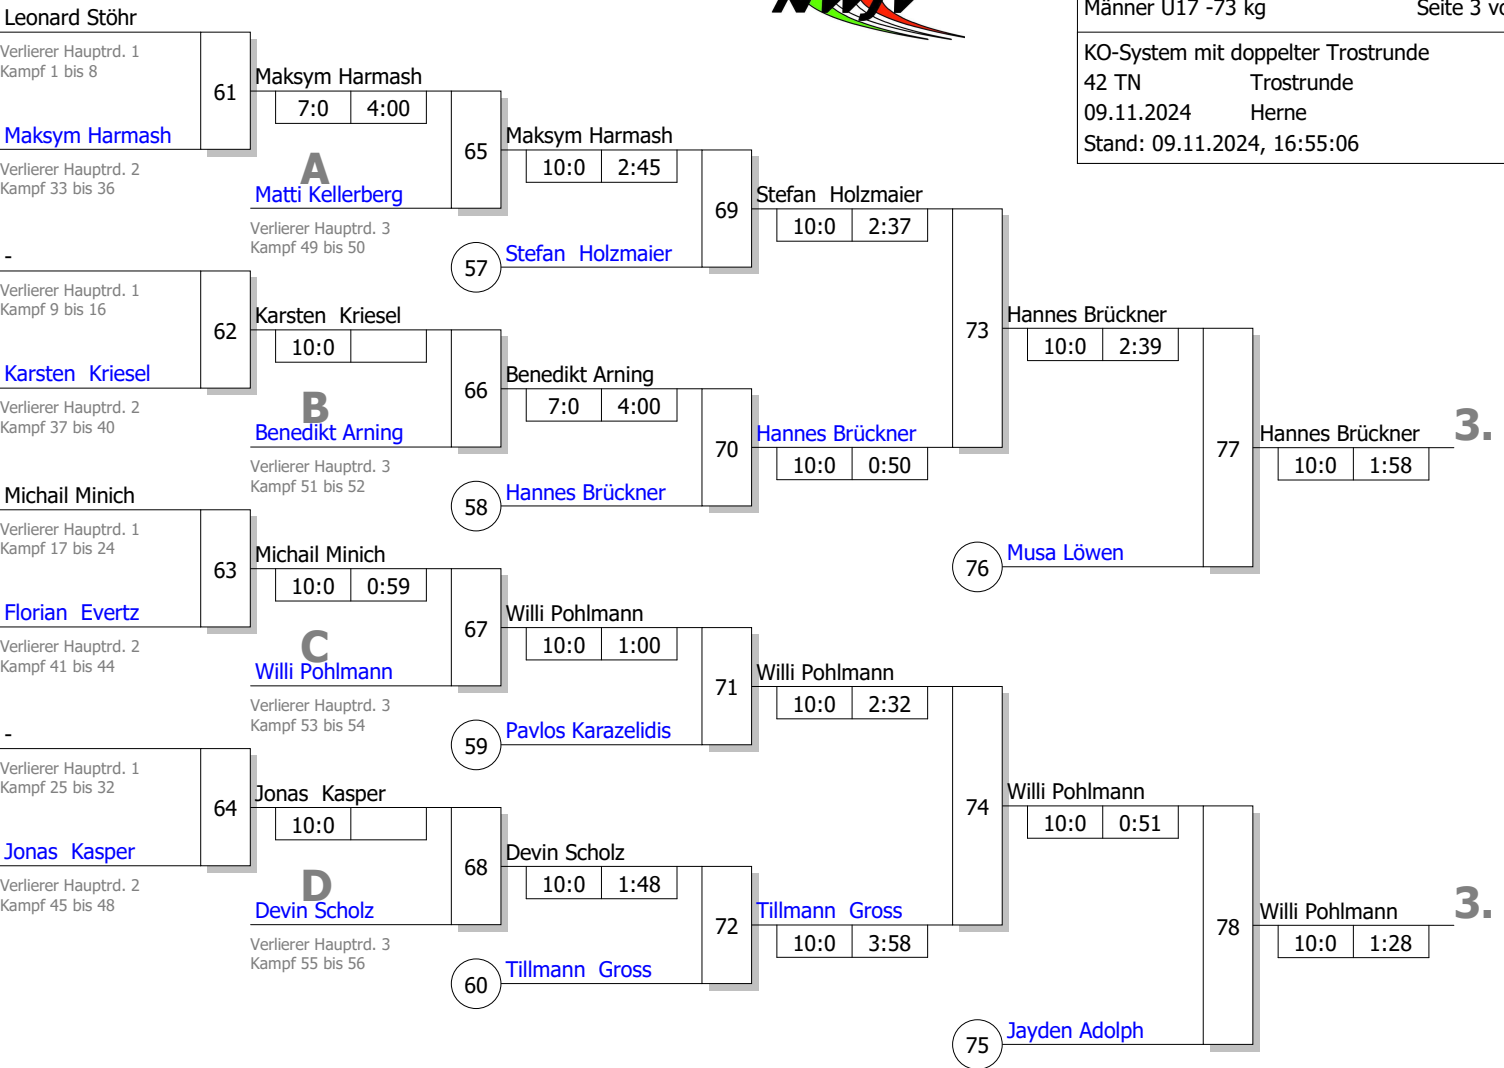 Leonard Stöhr
Verlierer Hauptrd. 1
Kampf 1 bis 8
61
Maksym Harmash
7:0 4:00
Maksym Harmash
Verlierer Hauptrd. 2
Kampf 33 bis 36
A
Matti Kellerberg
Verlierer Hauptrd. 3
Kampf 49 bis 50
65
Maksym Harmash
10:0 2:45
57
Stefan Holzmaier
69
Stefan Holzmaier
10:0 2:37
Männer U17 -73 kg Seite 3
KO-System mit doppelter Trostrunde
42 TN Trostrunde
09.11.2024 Herne
Stand: 09.11.2024, 16:55:06
-
Verlierer Hauptrd. 1
Kampf 9 bis 16
62
Karsten Kriesel
10:0
Karsten Kriesel
Verlierer Hauptrd. 2
Kampf 37 bis 40
B
Benedikt Arning
Verlierer Hauptrd. 3
Kampf 51 bis 52
66
Benedikt Arning
7:0 4:00
58
Hannes Brückner
70
Hannes Brückner
10:0 0:50
73
Hannes Brückner
10:0 2:39
76
Musa Löwen
77
Hannes Brückner
10:0 1:58
3.
Michail Minich
Verlierer Hauptrd. 1
Kampf 17 bis 24
63
Michail Minich
10:0 0:59
Florian Evertz
Verlierer Hauptrd. 2
Kampf 41 bis 44
C
Willi Pohlmann
Verlierer Hauptrd. 3
Kampf 53 bis 54
67
Willi Pohlmann
10:0 1:00
59
Pavlos Karazelidis
71
Willi Pohlmann
10:0 2:32
-
Verlierer Hauptrd. 1
Kampf 25 bis 32
64
Jonas Kasper
10:0
Jonas Kasper
Verlierer Hauptrd. 2
Kampf 45 bis 48
D
Devin Scholz
Verlierer Hauptrd. 3
Kampf 55 bis 56
68
Devin Scholz
10:0 1:48
60
Tillmann Gross
72
Tillmann Gross
10:0 3:58
74
Willi Pohlmann
10:0 0:51
75
Jayden Adolph
78
Willi Pohlmann
10:0 1:28
3.